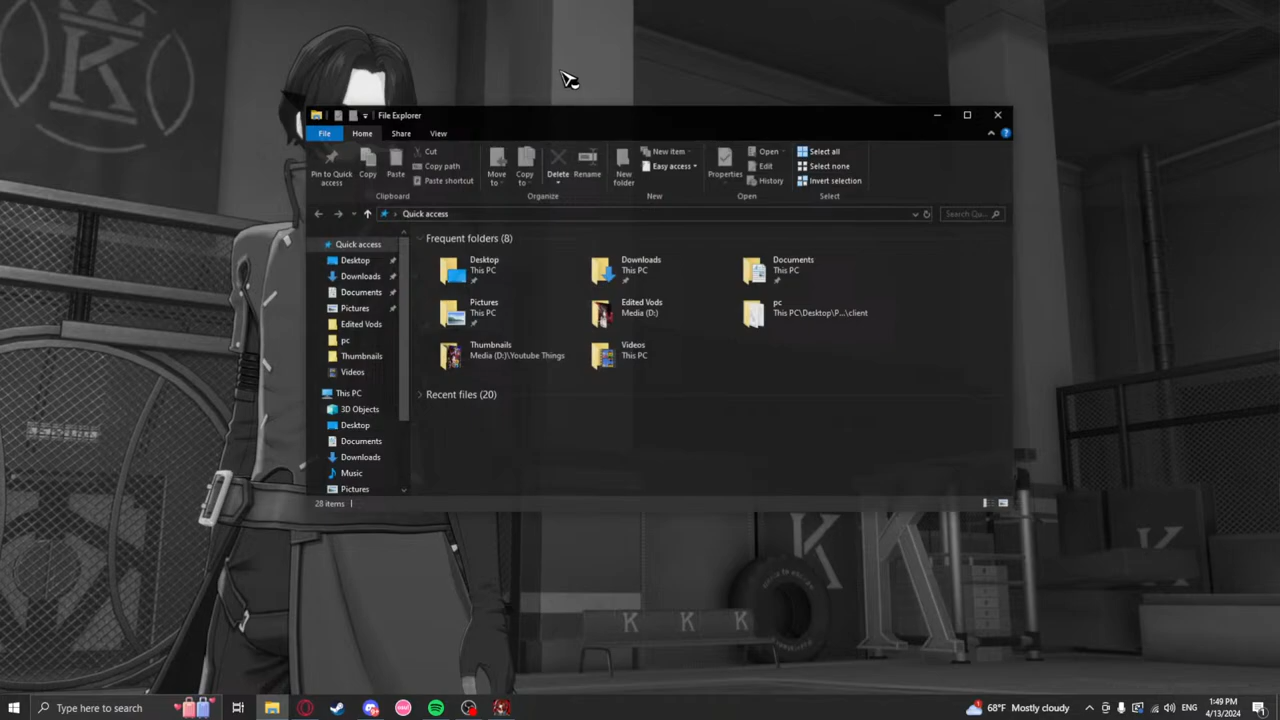 K
File Explorer
File Home Share View
Pin to Quick access
Copy
Paste
Cut
Copy path
Paste shortcut
Clipboard
Move to
Copy to
Delete
Rename
Organize
New folder
New item
Easy access
New
Properties
Open
Edit
History
Open
Select all
Select none
Invert selection
Select
Quick access
Search Qu...
Quick access
Desktop
Downloads
Documents
Pictures
Edited Vods
pc
Thumbnails
Videos
This PC
3D Objects
Desktop
Documents
Downloads
Music
Pictures
Frequent folders (8)
Desktop
This PC
Downloads
This PC
Documents
This PC
Pictures
This PC
Edited Vods
Media (D:)
pc
This PC\Desktop\P...\client
Thumbnails
Media (D:)\Youtube Things
Videos
This PC
Recent files (20)
28 items
K
K
K
K K K
Type here to search
osu!
68°F Mostly cloudy
1:49 PM
4/13/2024
1